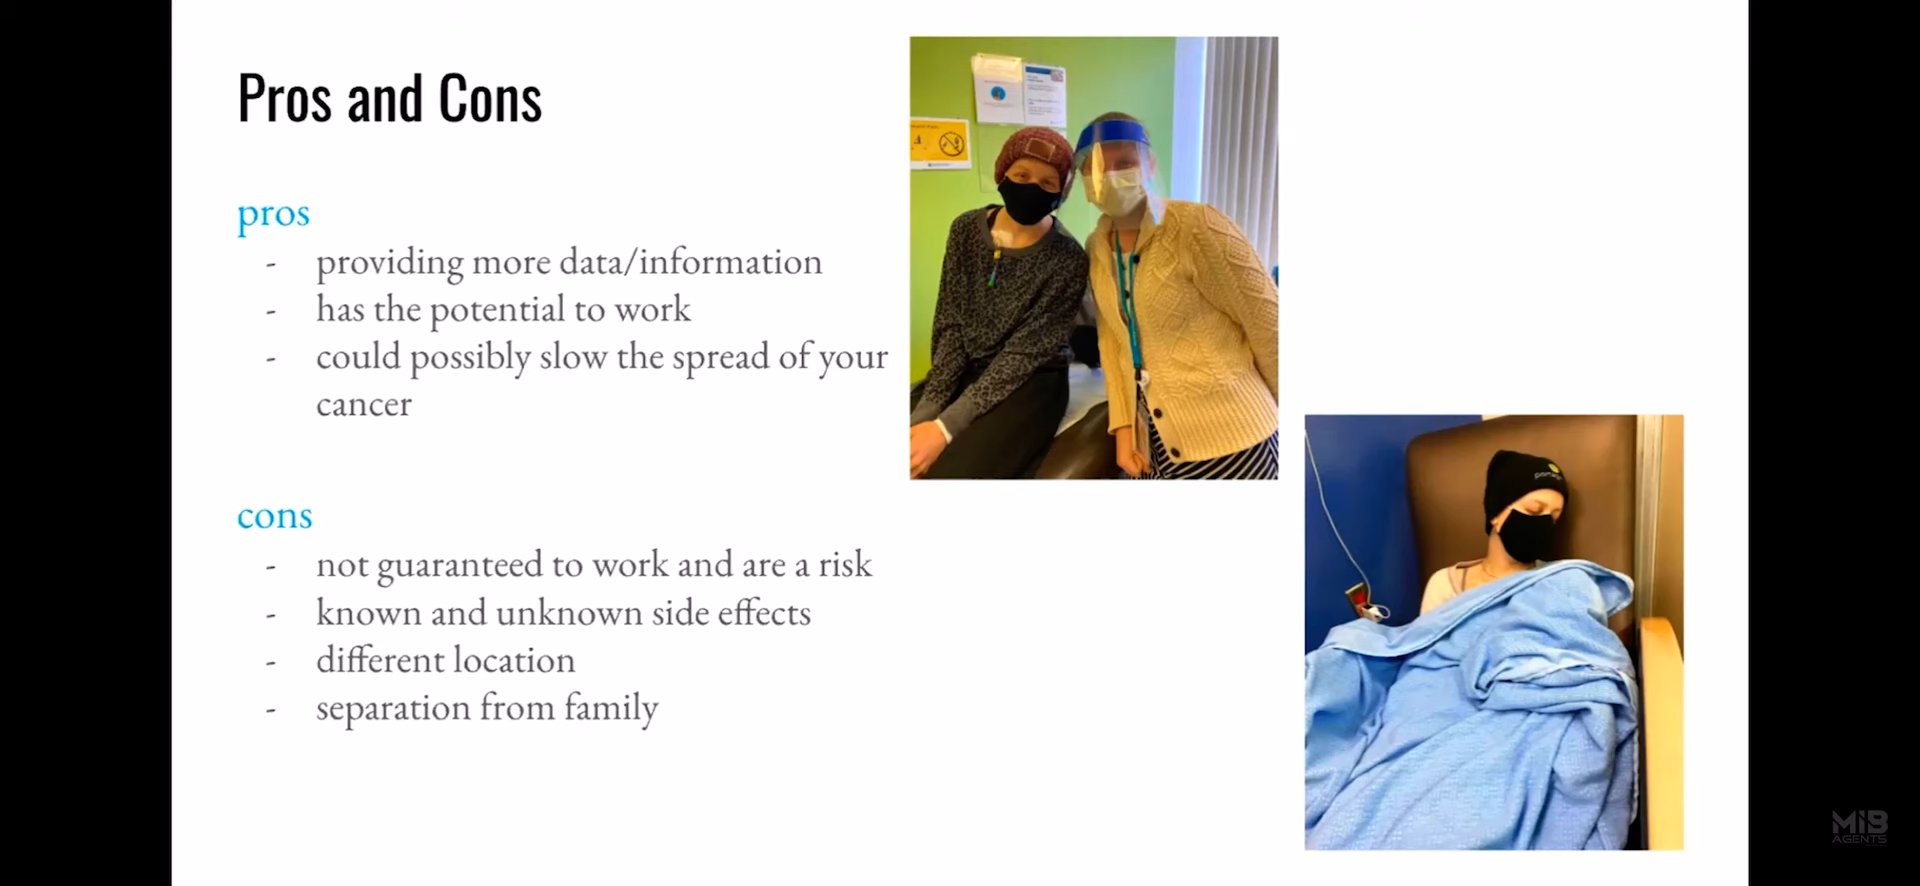 Pros and Cons
pros
- providing more data/information
- has the potential to work
- could possibly slow the spread of your
cancer
cons
- not guaranteed to work and are a risk
- known and unknown side effects
- different location
- separation from family
MIB
AGENTS